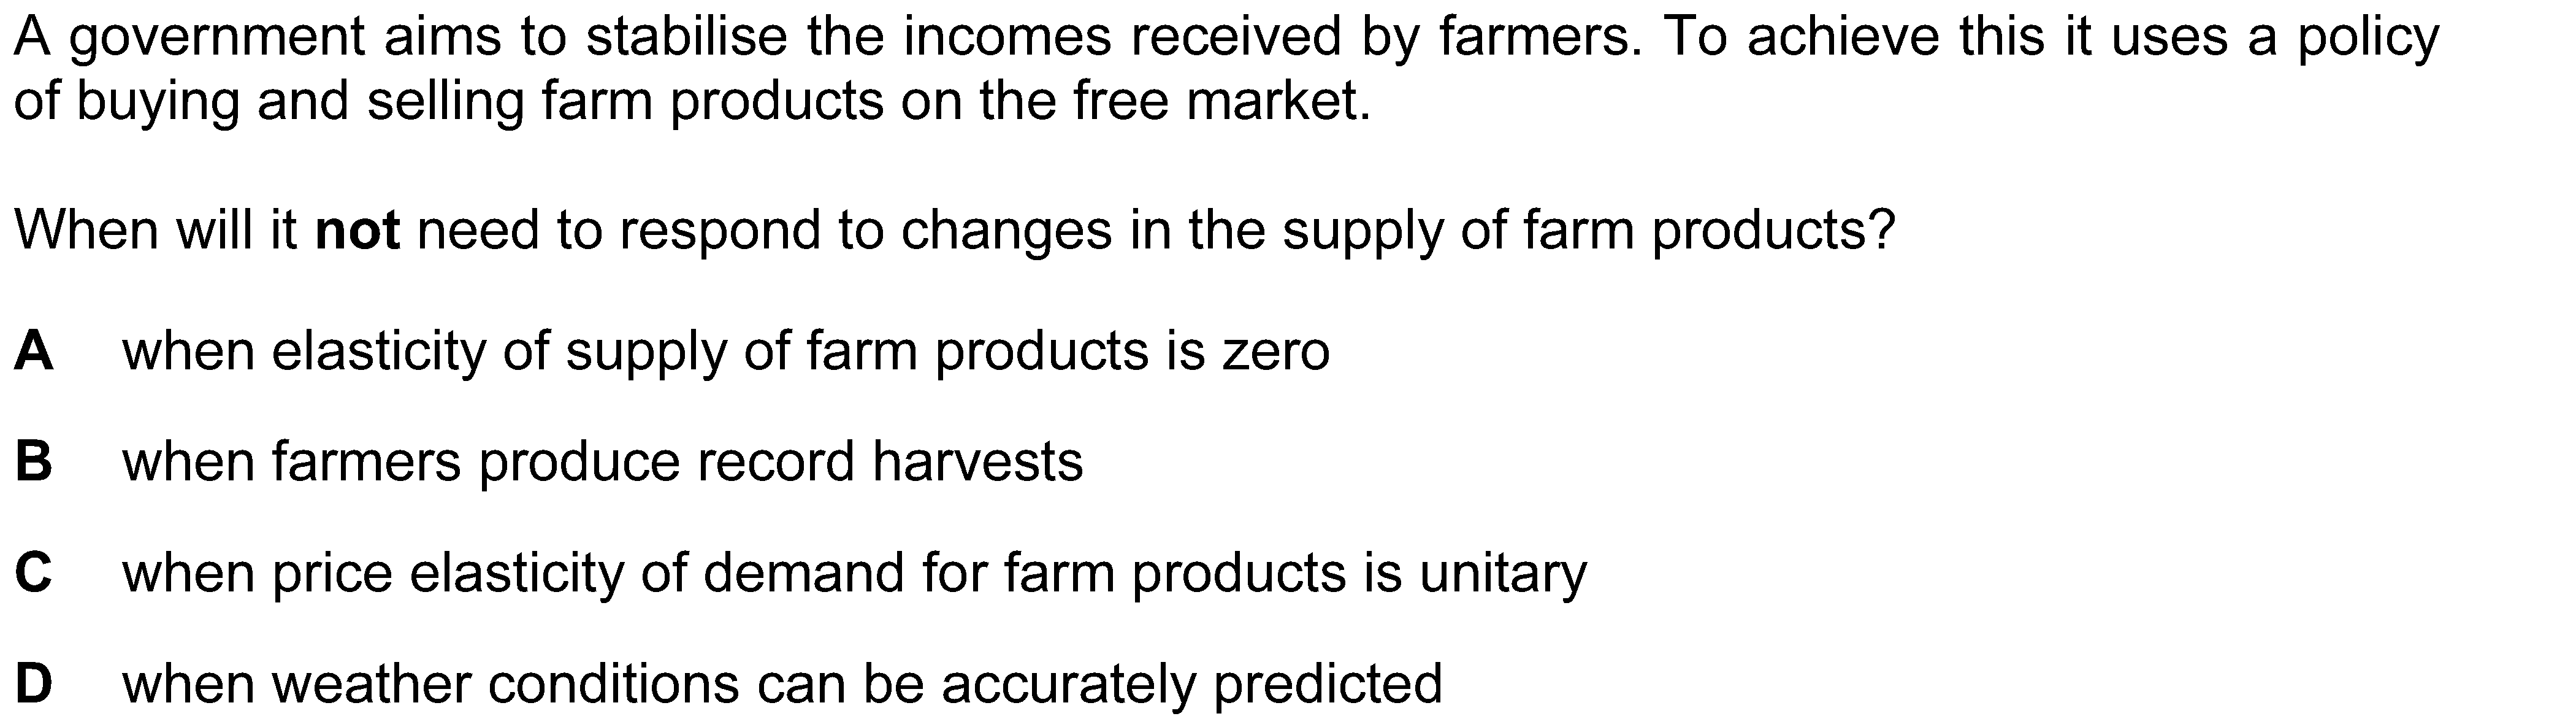 A government aims to stabilise the incomes received by farmers. To achieve this it uses a policy
of buying and selling farm products on the free market.
When will it not need to respond to changes in the supply of farm products?
A when elasticity of supply of farm products is zero
B when farmers produce record harvests
C when price elasticity of demand for farm products is unitary
D when weather conditions can be accurately predicted